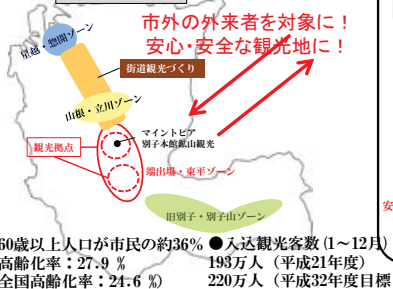 市外の外来者を対象に！
安心・安全な観光地に！
星越・惣開ゾーン
街道観光づくり
山根・立川ゾーン
マイントピア
別子本館鉱山観光
観光拠点
端出場・東平ゾーン
旧別子・別子山ゾーン
安
60歳以上人口が市民の約36%
高齢化率：27.9 %
全国高齢化率：24.6 %）
●入込観光客数（1～12月）
193万人（平成21年度）
220万人（平成32年度目標